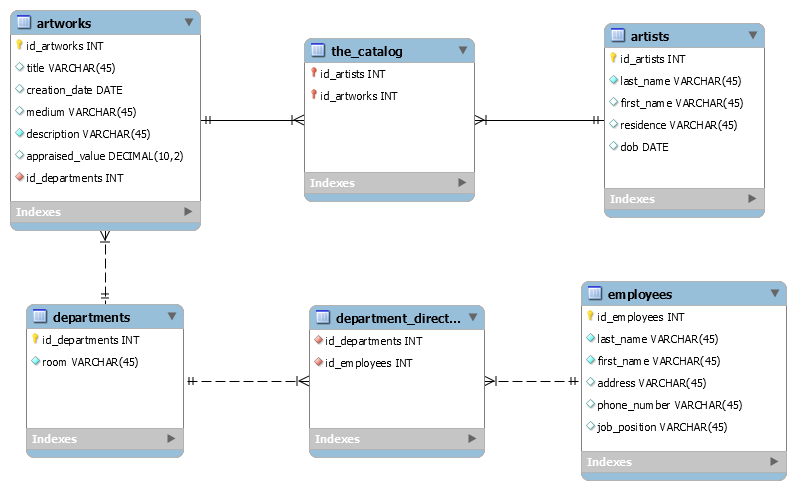 artworks
id_artworks INT
title VARCHAR(45)
creation_date DATE
medium VARCHAR(45)
description VARCHAR(45)
appraised_value DECIMAL(10,2)
id_departments INT
Indexes
the_catalog
id_artists INT
id_artworks INT
Indexes
artists
id_artists INT
last_name VARCHAR(45)
first_name VARCHAR(45)
residence VARCHAR(45)
dob DATE
Indexes
departments
id_departments INT
room VARCHAR(45)
Indexes
department_direct...
id_departments INT
id_employees INT
Indexes
employees
id_employees INT
last_name VARCHAR(45)
first_name VARCHAR(45)
address VARCHAR(45)
phone_number VARCHAR(45)
job_position VARCHAR(45)
Indexes